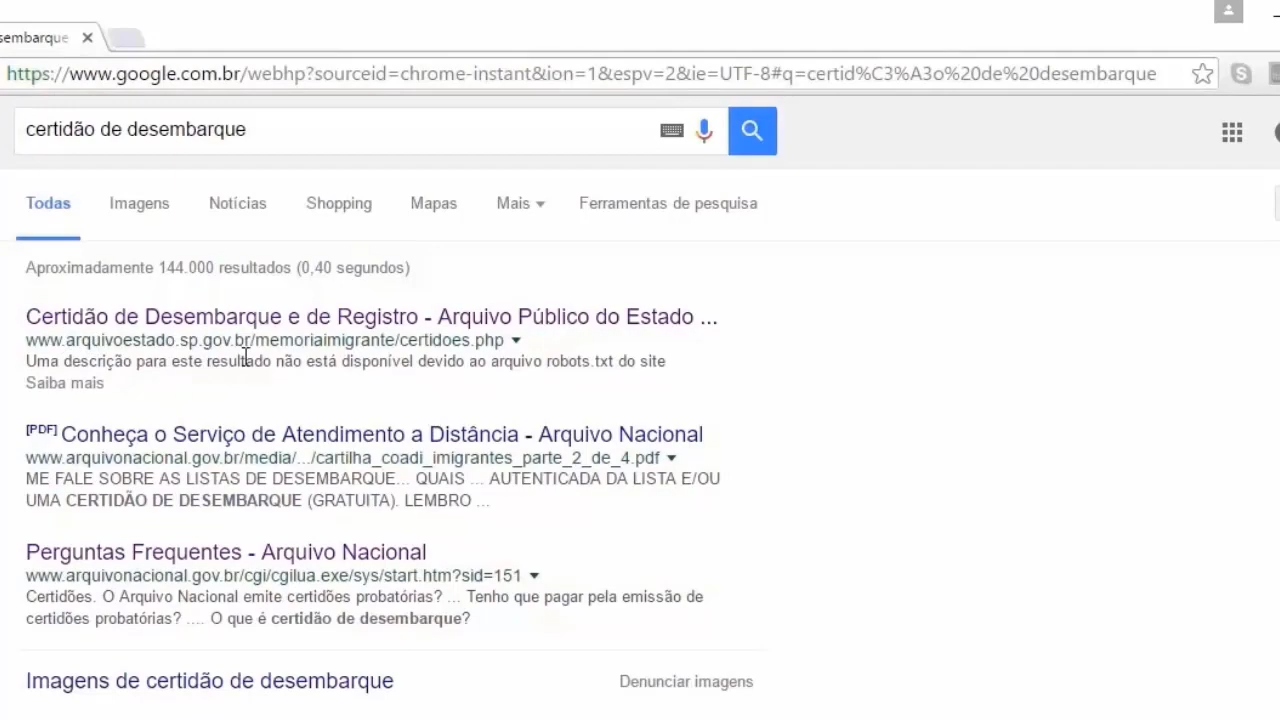 sembarque
https://www.google.com.br/webhp?sourceid=chrome-instant&ion=1&espv=2&ie=UTF-8#q=certid%C3%A3o%20de%20desembarque
certidão de desembarque
Todas Imagens Notícias Shopping Mapas Mais Ferramentas de pesquisa
Aproximadamente 144.000 resultados (0,40 segundos)
Certidão de Desembarque e de Registro - Arquivo Público do Estado ...
www.arquivoestado.sp.gov.br/memoriaimigrante/certidoes.php
Uma descrição para este resultado não está disponível devido ao arquivo robots.txt do site
Saiba mais
[PDF] Conheça o Serviço de Atendimento a Distância - Arquivo Nacional
www.arquivonacional.gov.br/media/.../cartilha_coadi_imigrantes_parte_2_de_4.pdf
ME FALE SOBRE AS LISTAS DE DESEMBARQUE... QUAIS ... AUTENTICADA DA LISTA E/OU
UMA CERTIDÃO DE DESEMBARQUE (GRATUITA). LEMBRO ...
Perguntas Frequentes - Arquivo Nacional
www.arquivonacional.gov.br/cgi/cgilua.exe/sys/start.htm?sid=151
Certidões. O Arquivo Nacional emite certidões probatórias? ... Tenho que pagar pela emissão de
certidões probatórias? .... O que é certidão de desembarque?
Imagens de certidão de desembarque Denunciar imagens